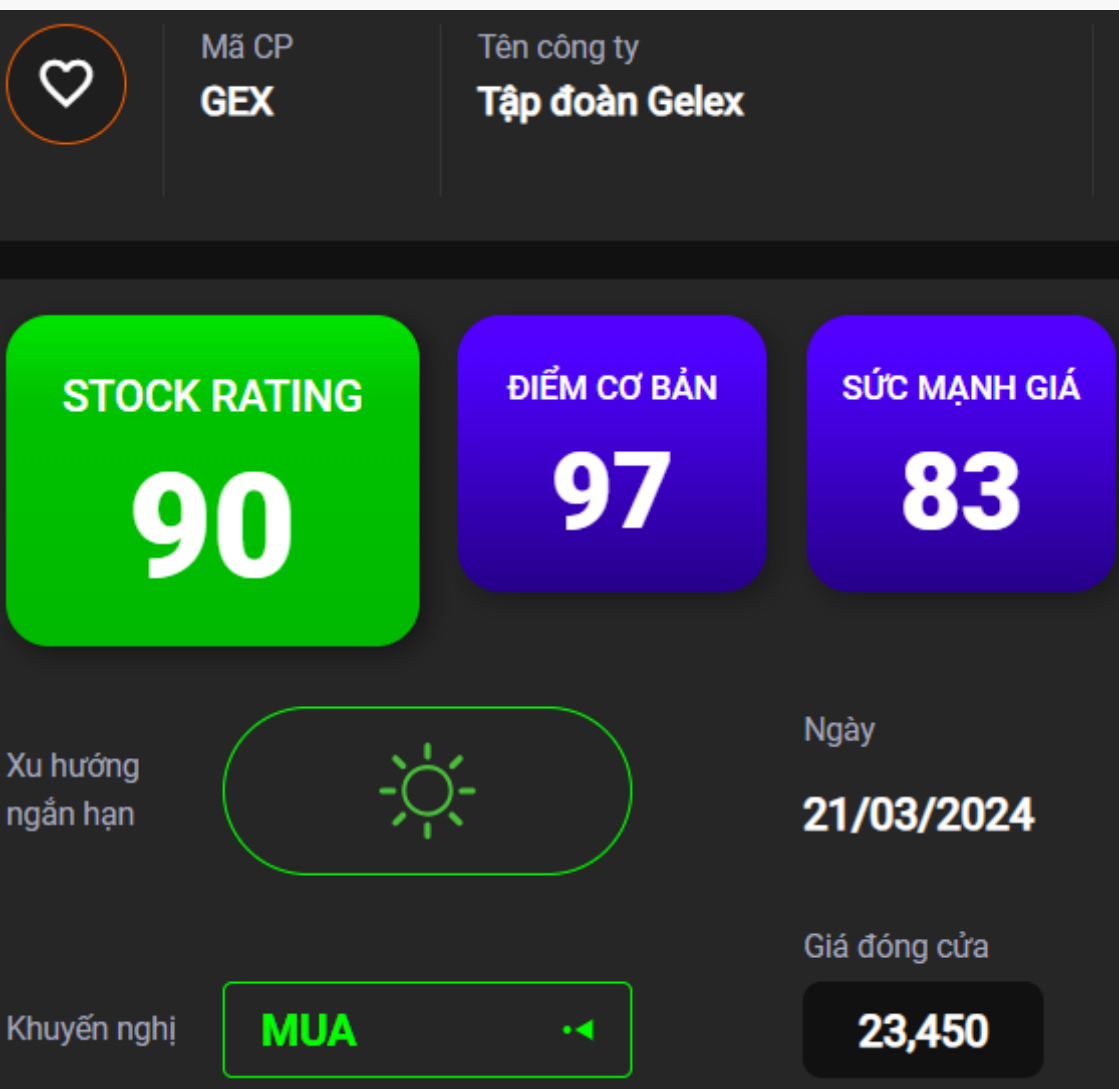 Mã CP
GEX
Tên công ty
Tập đoàn Gelex
STOCK RATING
90
ĐIỂM CƠ BẢN
97
SỨC MẠNH GIÁ
83
Xu hướng
ngắn hạn
Ngày
21/03/2024
Khuyến nghị
MUA
Giá đóng cửa
23,450